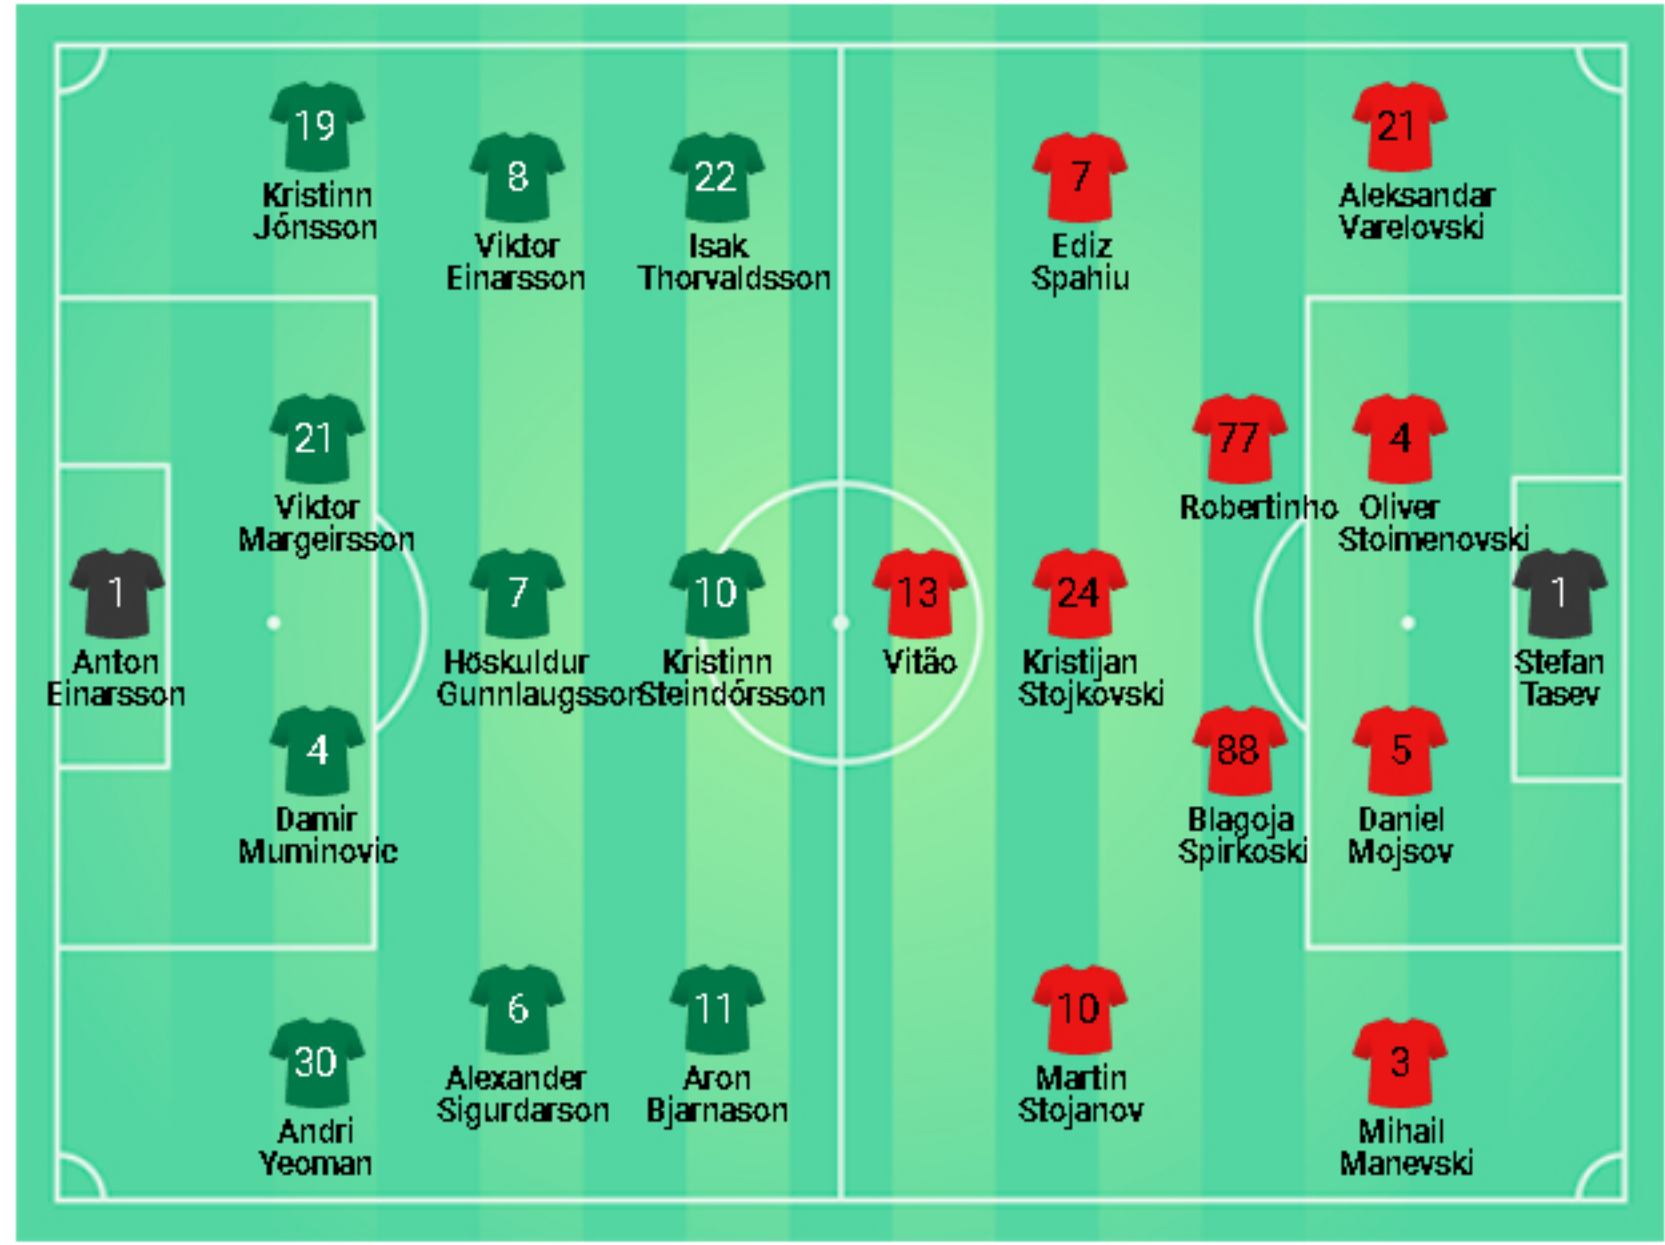 19
Kristinn
Jónsson
8
Viktor
Einarsson
22
Isak
Thorvaldsson
7
Ediz
Spahiu
21
Aleksandar
Varelovski
21
Viktor
Margeirsson
77
Robertinho
4
Oliver
Stoimenovski
1
Anton
Einarsson
7
Höskuldur
Gunnlaugsson
10
Kristinn
Steindórsson
13
Vitão
24
Kristijan
Stojkovski
1
Stefan
Tasev
4
Damir
Muminovic
88
Blagoja
Spirkoski
5
Daniel
Mojsov
30
Andri
Yeoman
6
Alexander
Sigurdarson
11
Aron
Bjarnason
10
Martin
Stojanov
3
Mihail
Manevski